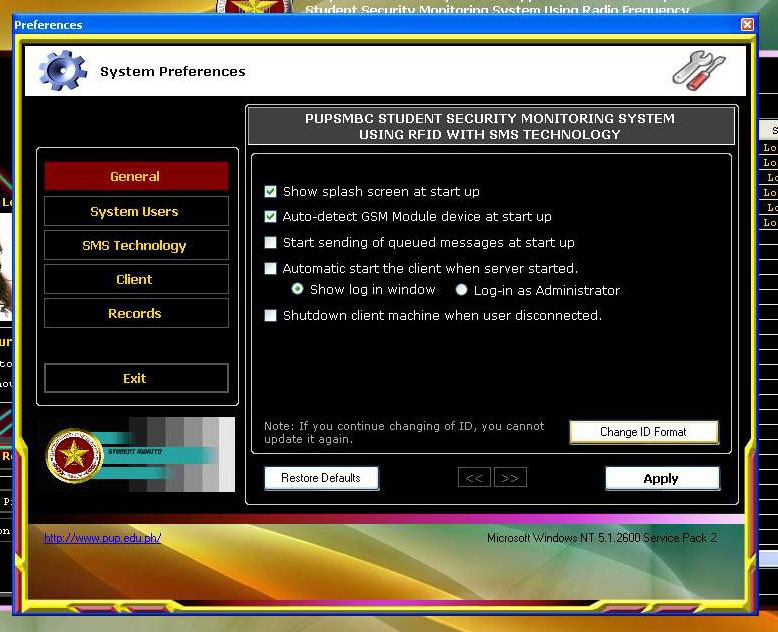 Student Security Monitoring System Using Radio Frequency
Preferences
System Preferences
PUPSMBC STUDENT SECURITY MONITORING SYSTEM
USING RFID WITH SMS TECHNOLOGY
General
System Users
SMS Technology
Client
Records
Exit
Show splash screen at start up
Auto-detect GSM Module device at start up
Start sending of queued messages at start up
Automatic start the client when server started.
Show log in window
Log-in as Administrator
Shutdown client machine when user disconnected.
Note: If you continue changing of ID, you cannot
update it again.
Change ID Format
Restore Defaults
<<
>>
Apply
http://www.pup.edu.ph/
Microsoft Windows NT 5.1.2600 Service Pack 2